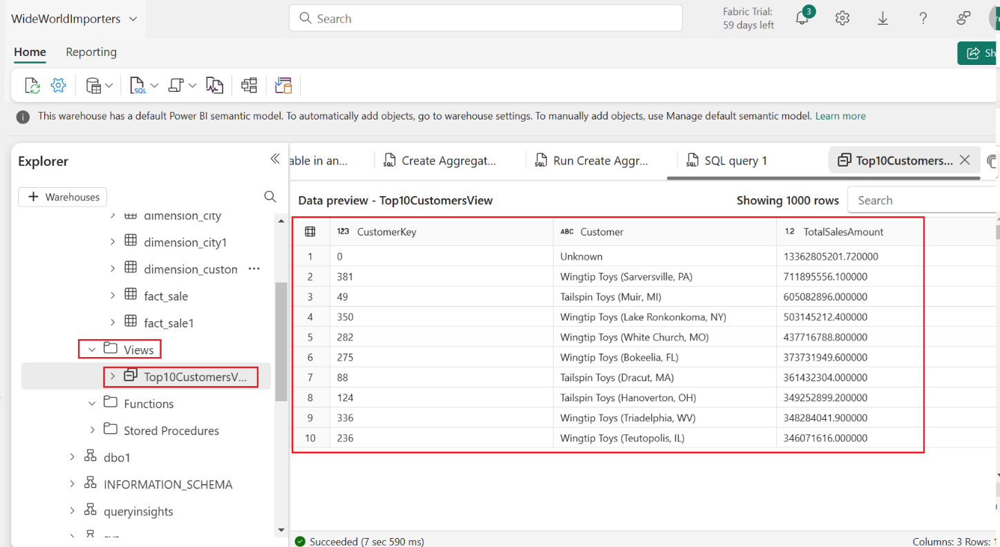 WideWorldImporters
Search
Fabric Trial:
59 days left
3
?
Home
Reporting
Sh
SQL
This warehouse has a default Power BI semantic model. To automatically add objects, go to warehouse settings. To manually add objects, use Manage default semantic model. Learn more
Explorer
+ Warehouses
dimension_city
dimension_city1
dimension_custom ...
fact_sale
fact_sale1
Views
Top10CustomersV...
Functions
Stored Procedures
dbo1
INFORMATION_SCHEMA
queryinsights
able in an...
SQL Create Aggregat...
SQL Run Create Aggr...
SQL SQL query 1
Top10Customers...
Data preview - Top10CustomersView
Showing 1000 rows
Search
123 CustomerKey ABC Customer 1.2 TotalSalesAmount
1 0 Unknown 13362805201.720000
2 381 Wingtip Toys (Sarversville, PA) 711895556.100000
3 49 Tailspin Toys (Muir, MI) 605082896.000000
4 350 Wingtip Toys (Lake Ronkonkoma, NY) 503145212.400000
5 282 Wingtip Toys (White Church, MO) 437716788.800000
6 275 Wingtip Toys (Bokeelia, FL) 373731949.600000
7 88 Tailspin Toys (Dracut, MA) 361432304.000000
8 124 Tailspin Toys (Hanoverton, OH) 349252899.200000
9 336 Wingtip Toys (Triadelphia, WV) 348284041.900000
10 236 Wingtip Toys (Teutopolis, IL) 346071616.000000
Succeeded (7 sec 590 ms)
Columns: 3 Rows: 1